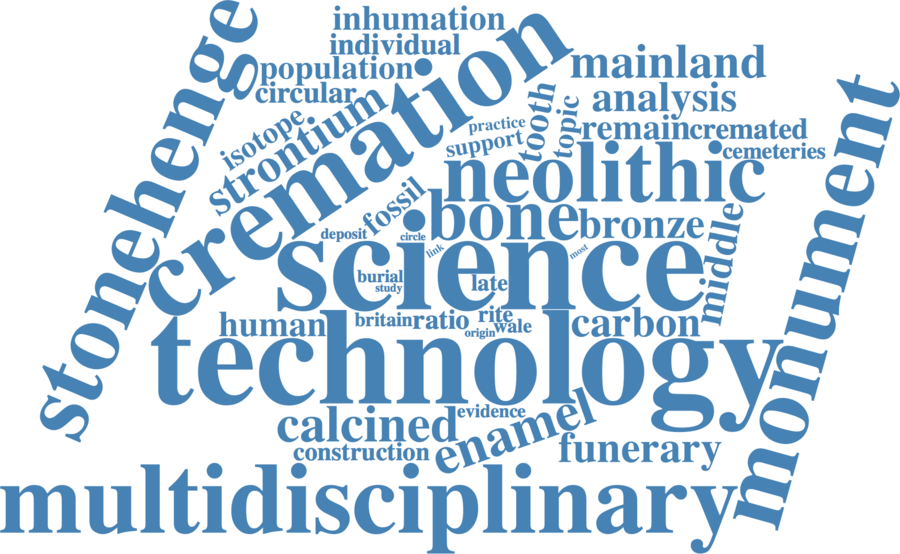 inhumation
individual
population
circular
stonehenge
isotope
strontium
cremation
mainland
analysis
tooth
topic
practice
support
remain
cremated
cemeteries
neolithic
fossil
bone
bronze
middle
monument
deposit
circle
link
most
science
burial
study
late
human
britain
ratio
rite
origin
wale
carbon
technology
calcined
evidence
enamel
construction
funerary
multidisciplinary